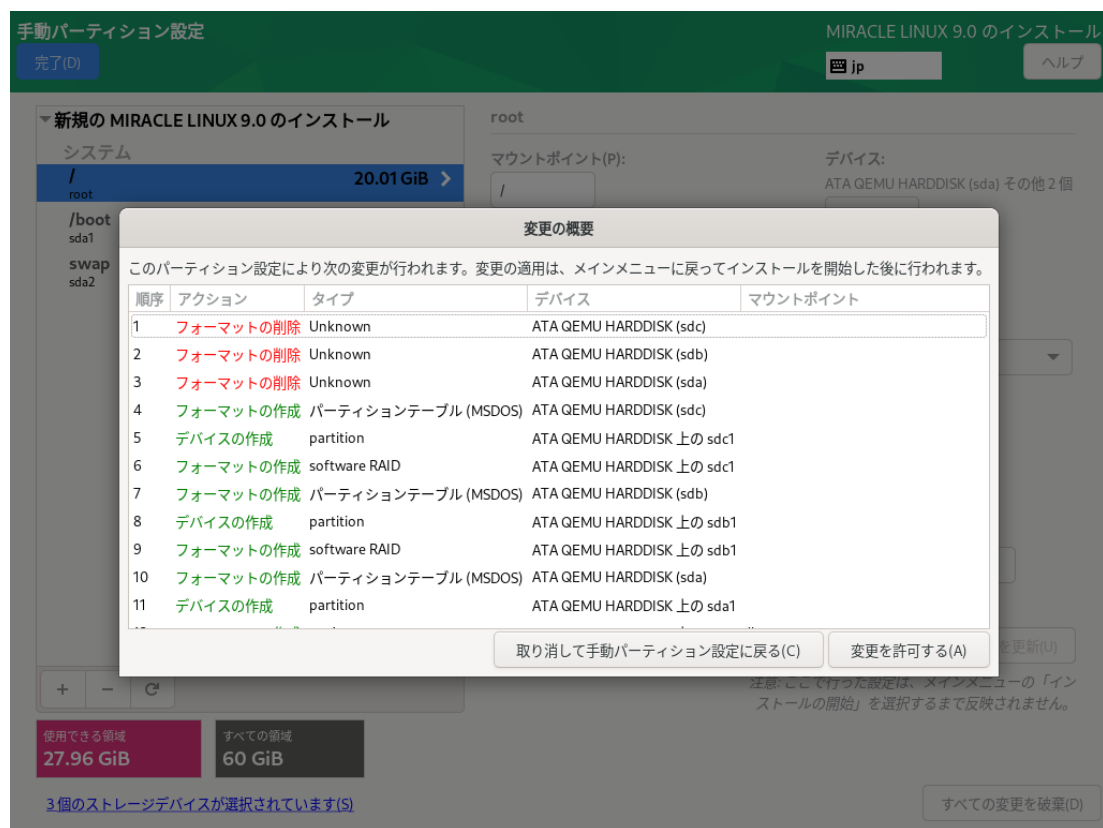 手動パーティション設定
MIRACLE LINUX 9.0 のインストール
完了(D)
jp
ヘルプ
新規の MIRACLE LINUX 9.0 のインストール
システム
/
20.01 GiB
root
/boot
sda1
swap
sda2
root
マウントポイント(P):
/
デバイス:
ATA QEMU HARDDISK (sda) その他 2 個
変更の概要
このパーティション設定により次の変更が行われます。変更の適用は、メインメニューに戻ってインストールを開始した後に行われます。
順序 アクション タイプ デバイス マウントポイント
1 フォーマットの削除 Unknown ATA QEMU HARDDISK (sdc)
2 フォーマットの削除 Unknown ATA QEMU HARDDISK (sdb)
3 フォーマットの削除 Unknown ATA QEMU HARDDISK (sda)
4 フォーマットの作成 パーティションテーブル (MSDOS) ATA QEMU HARDDISK (sdc)
5 デバイスの作成 partition ATA QEMU HARDDISK 上の sdc1
6 フォーマットの作成 software RAID ATA QEMU HARDDISK 上の sdc1
7 フォーマットの作成 パーティションテーブル (MSDOS) ATA QEMU HARDDISK (sdb)
8 デバイスの作成 partition ATA QEMU HARDDISK 上の sdb1
9 フォーマットの作成 software RAID ATA QEMU HARDDISK 上の sdb1
10 フォーマットの作成 パーティションテーブル (MSDOS) ATA QEMU HARDDISK (sda)
11 デバイスの作成 partition ATA QEMU HARDDISK 上の sda1
取り消して手動パーティション設定に戻る(C)
変更を許可する(A)
を更新(U)
注意: ここで行った設定は、メインメニューの「イン
ストールの開始」を選択するまで反映されません。
使用できる領域
27.96 GiB
すべての領域
60 GiB
3 個のストレージデバイスが選択されています(S)
すべての変更を破棄(D)